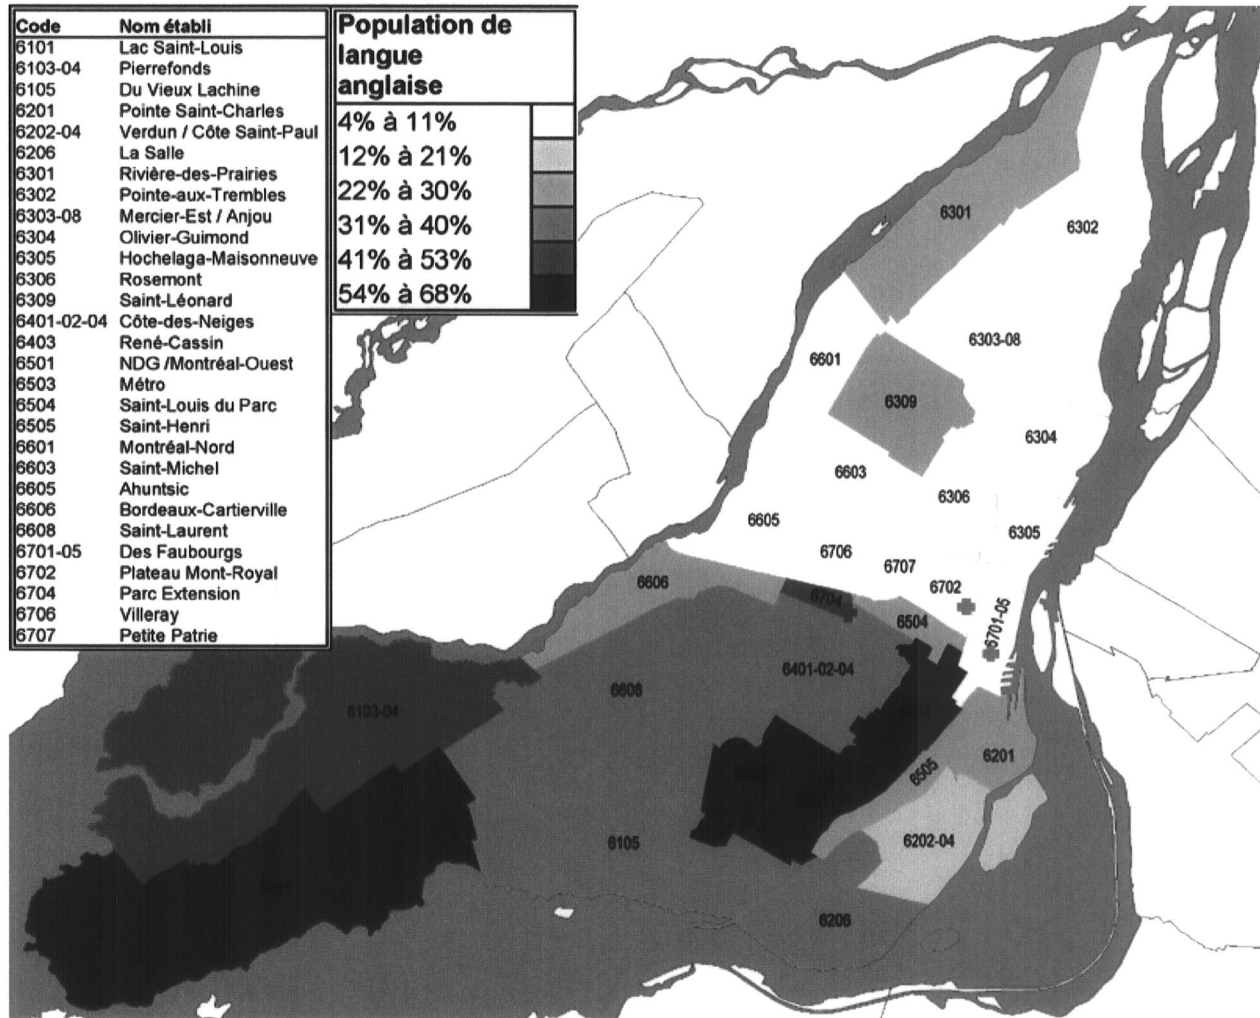 Code Nom établi
6101 Lac Saint-Louis
6103-04 Pierrefonds
6105 Du Vieux Lachine
6201 Pointe Saint-Charles
6202-04 Verdun / Côte Saint-Paul
6206 La Salle
6301 Rivière-des-Prairies
6302 Pointe-aux-Trembles
6303-08 Mercier-Est / Anjou
6304 Olivier-Guimond
6305 Hochelaga-Maisonneuve
6306 Rosemont
6309 Saint-Léonard
6401-02-04 Côte-des-Neiges
6403 René-Cassin
6501 NDG /Montréal-Ouest
6503 Métro
6504 Saint-Louis du Parc
6505 Saint-Henri
6601 Montréal-Nord
6603 Saint-Michel
6605 Ahuntsic
6606 Bordeaux-Cartierville
6608 Saint-Laurent
6701-05 Des Faubourgs
6702 Plateau Mont-Royal
6704 Parc Extension
6706 Villeray
6707 Petite Patrie
Population de
langue
anglaise
4% à 11%
12% à 21%
22% à 30%
31% à 40%
41% à 53%
54% à 68%
6301
6302
6303-08
6601
6309
6304
6603
6306
6605
6305
6706
6707
6606
6702
6704
6504
6701-05
6401-02-04
6608
6103-04
6201
6505
6105
6202-04
6101
6206